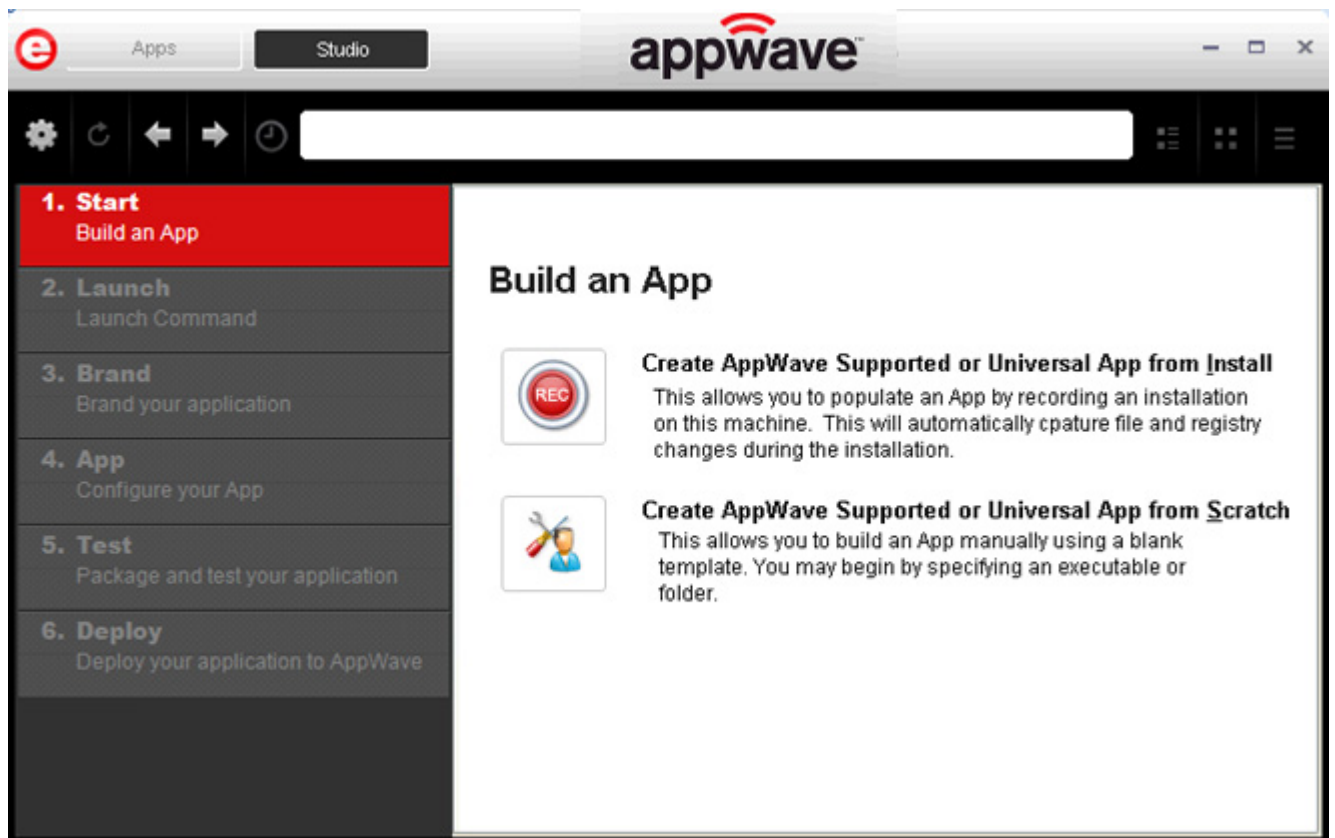 e
Apps
Studio
appwave™
1. Start
Build an App
2. Launch
Launch Command
3. Brand
Brand your application
4. App
Configure your App
5. Test
Package and test your application
6. Deploy
Deploy your application to AppWave
Build an App
REC
Create AppWave Supported or Universal App from Install
This allows you to populate an App by recording an installation
on this machine. This will automatically cpature file and registry
changes during the installation.
Create AppWave Supported or Universal App from Scratch
This allows you to build an App manually using a blank
template. You may begin by specifying an executable or
folder.